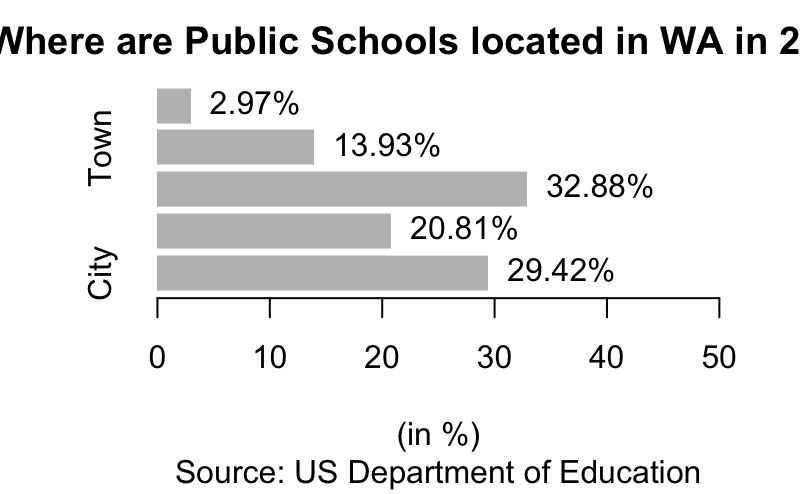 Where are Public Schools located in WA in 2
2.97%
Town
13.93%
32.88%
20.81%
City
29.42%
0 10 20 30 40 50
(in %)
Source: US Department of Education